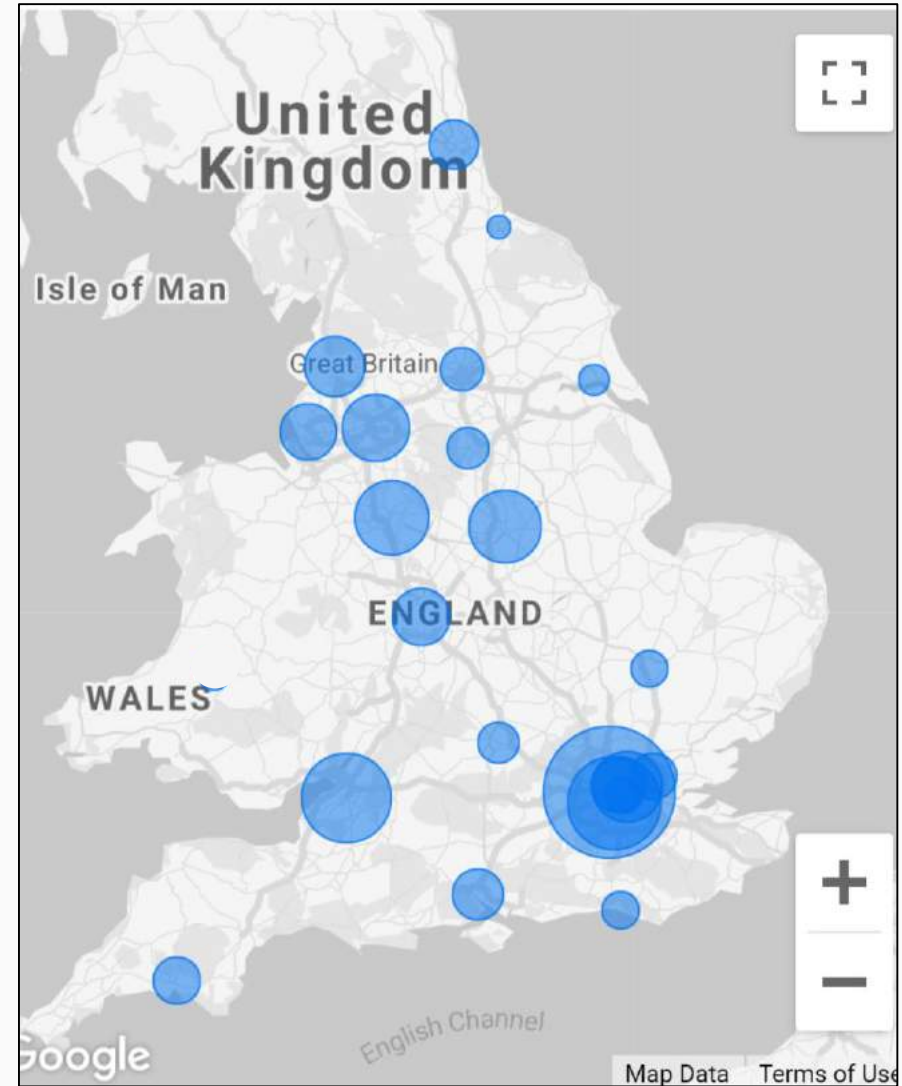 United
Kingdom
Isle of Man
Great Britain
ENGLAND
WALES
English Channel
Google
Map Data
Terms of Use